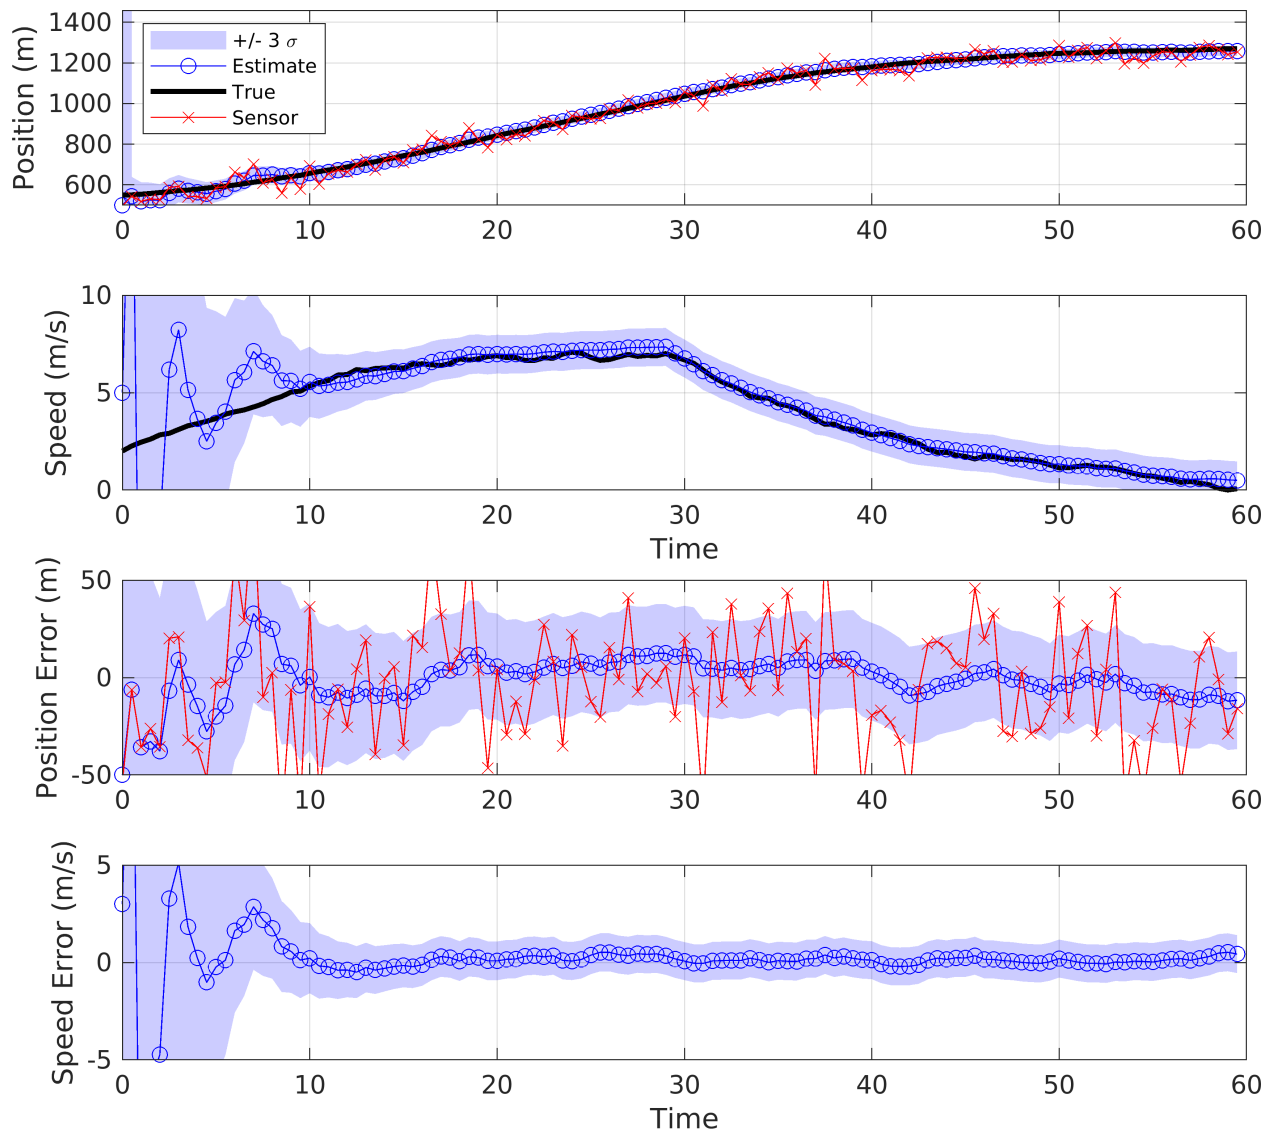 Position (m)
1400
1200
1000
800
600
+/- 3 σ
Estimate
True
Sensor
0 10 20 30 40 50 60
Speed (m/s)
10
5
0
0 10 20 30 40 50 60
Time
Position Error (m)
50
0
-50
0 10 20 30 40 50 60
Speed Error (m/s)
5
0
-5
0 10 20 30 40 50 60
Time